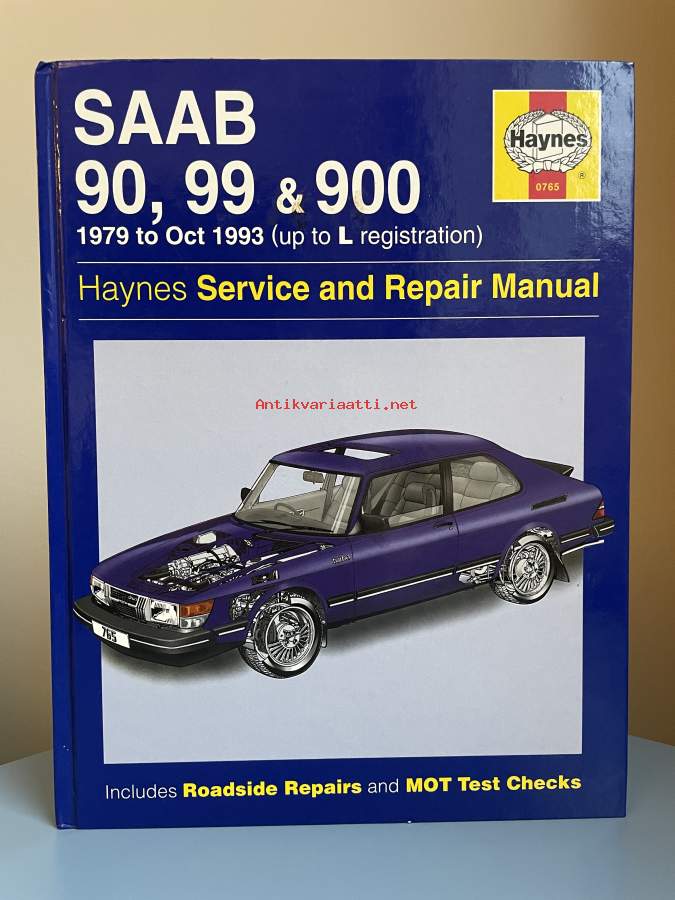 SAAB
90, 99 & 900
1979 to Oct 1993 (up to L registration)
Haynes
®
0765
Haynes Service and Repair Manual
Antikvariaatti.net
turbo
765
Includes Roadside Repairs and MOT Test Checks